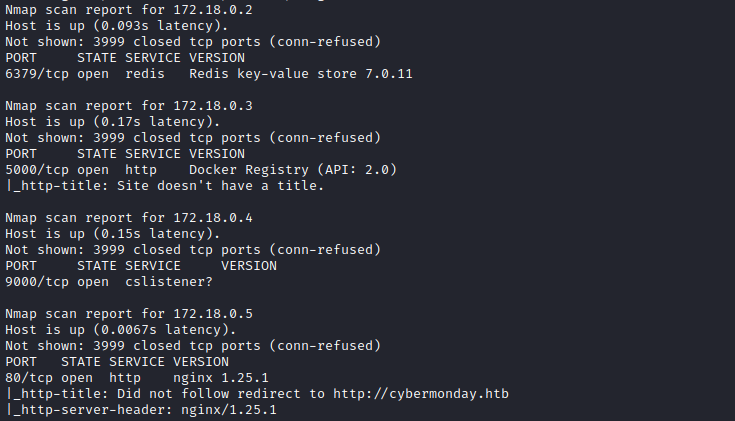 Nmap scan report for 172.18.0.2
Host is up (0.093s latency).
Not shown: 3999 closed tcp ports (conn-refused)
PORT     STATE SERVICE VERSION
6379/tcp open  redis   Redis key-value store 7.0.11

Nmap scan report for 172.18.0.3
Host is up (0.17s latency).
Not shown: 3999 closed tcp ports (conn-refused)
PORT     STATE SERVICE VERSION
5000/tcp open  http    Docker Registry (API: 2.0)
|_http-title: Site doesn't have a title.

Nmap scan report for 172.18.0.4
Host is up (0.15s latency).
Not shown: 3999 closed tcp ports (conn-refused)
PORT     STATE SERVICE     VERSION
9000/tcp open  cslistener?

Nmap scan report for 172.18.0.5
Host is up (0.0067s latency).
Not shown: 3999 closed tcp ports (conn-refused)
PORT   STATE SERVICE VERSION
80/tcp open  http    nginx 1.25.1
|_http-title: Did not follow redirect to http://cybermonday.htb
|_http-server-header: nginx/1.25.1